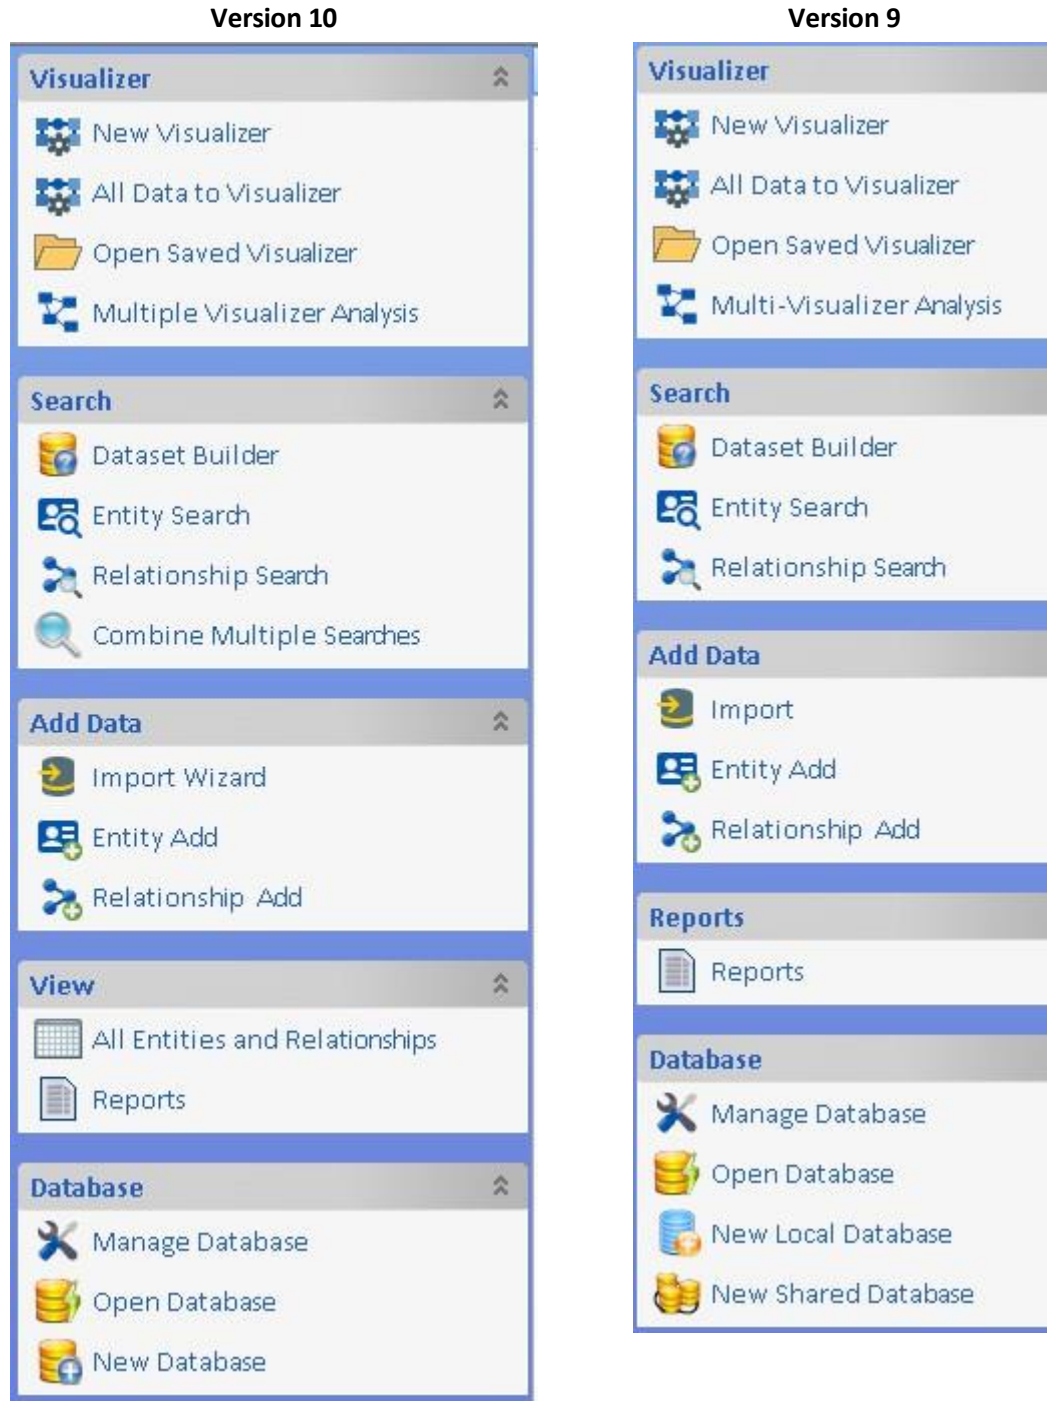 Version 10
Visualizer
New Visualizer
All Data to Visualizer
Open Saved Visualizer
Multiple Visualizer Analysis
Search
Dataset Builder
Entity Search
Relationship Search
Combine Multiple Searches
Add Data
Import Wizard
Entity Add
Relationship Add
View
All Entities and Relationships
Reports
Database
Manage Database
Open Database
New Database
Version 9
Visualizer
New Visualizer
All Data to Visualizer
Open Saved Visualizer
Multi-Visualizer Analysis
Search
Dataset Builder
Entity Search
Relationship Search
Add Data
Import
Entity Add
Relationship Add
Reports
Reports
Database
Manage Database
Open Database
New Local Database
New Shared Database